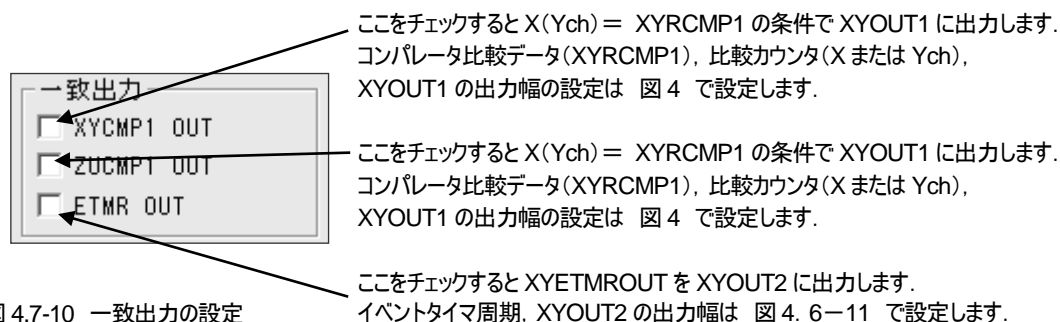 ここをチェックすると X(Ych)= XYRCMP1 の条件で XYOUT1 に出力します.
コンパレータ比較データ(XYRCMP1), 比較カウンタ(X または Ych),
XYOUT1 の出力幅の設定は 図 4 で設定します.
一致出力
XYCMP1 OUT
ZUCMP1 OUT
ETMR OUT
ここをチェックすると X(Ych)= XYRCMP1 の条件で XYOUT1 に出力します.
コンパレータ比較データ(XYRCMP1), 比較カウンタ(X または Ych),
XYOUT1 の出力幅の設定は 図 4 で設定します.
ここをチェックすると XYETMROUT を XYOUT2 に出力します.
イベントタイマ周期, XYOUT2 の出力幅は 図 4. 6-11 で設定します.
図 4.7-10 一致出力の設定